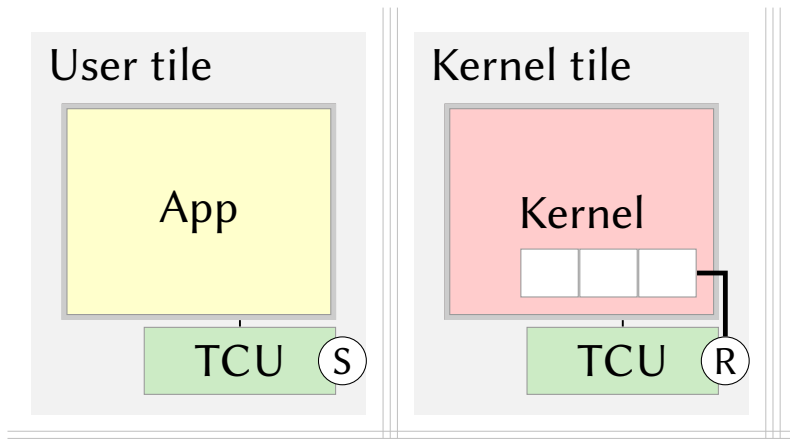 User tile
App
TCU
S
Kernel tile
Kernel
TCU
R